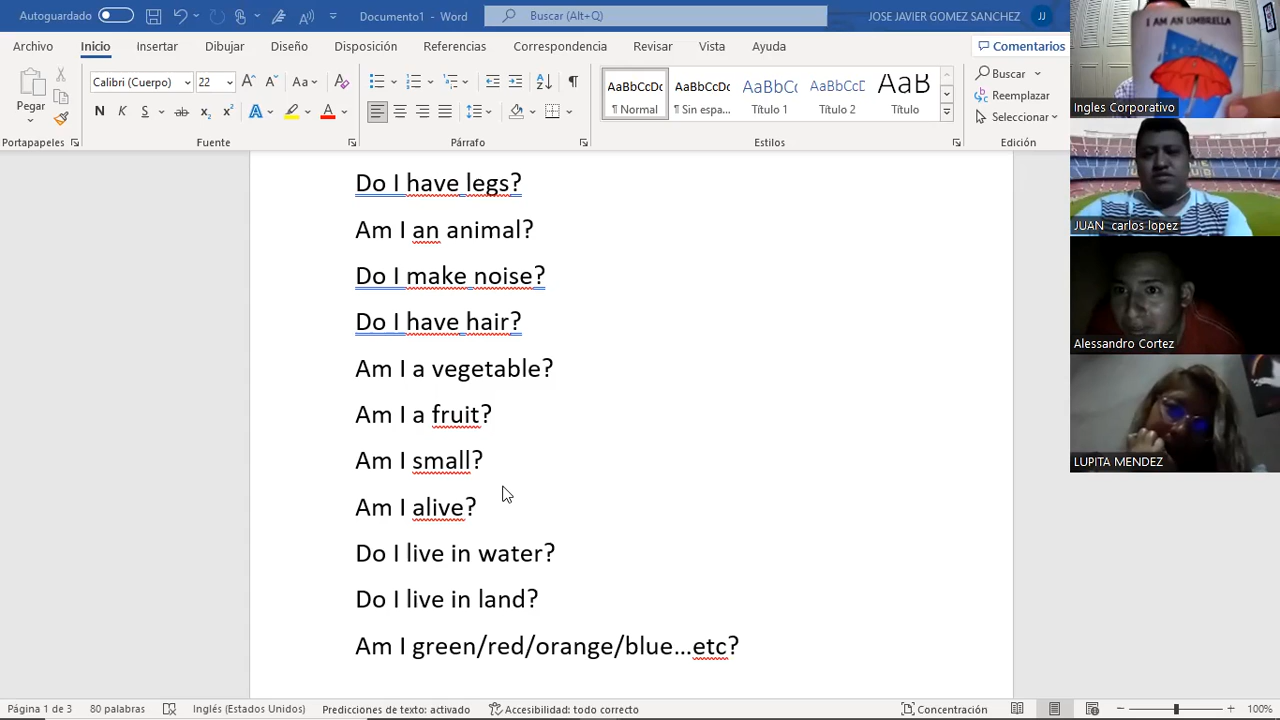 Autoguardado
Documento1 - Word
Buscar (Alt+Q)
JOSE JAVIER GOMEZ SANCHEZ
JJ
Archivo Inicio Insertar Dibujar Diseño Disposición Referencias Correspondencia Revisar Vista Ayuda
Comentarios
Pegar
Portapapeles
Calibri (Cuerpo) 22
Fuente
Párrafo
AaBbCcDc AaBbCcDc AaBbCc AaBbCcD AaB
¶ Normal ¶ Sin espa... Título 1 Título 2 Título
Estilos
Buscar
Reemplazar
Seleccionar
Edición
I AM AN UMBRELLA
Ingles Corporativo
JUAN carlos lopez
Alessandro Cortez
LUPITA MENDEZ
Do I have legs?
Am I an animal?
Do I make noise?
Do I have hair?
Am I a vegetable?
Am I a fruit?
Am I small?
Am I alive?
Do I live in water?
Do I live in land?
Am I green/red/orange/blue...etc?
Página 1 de 3 80 palabras Inglés (Estados Unidos) Predicciones de texto: activado Accesibilidad: todo correcto Concentración 100%